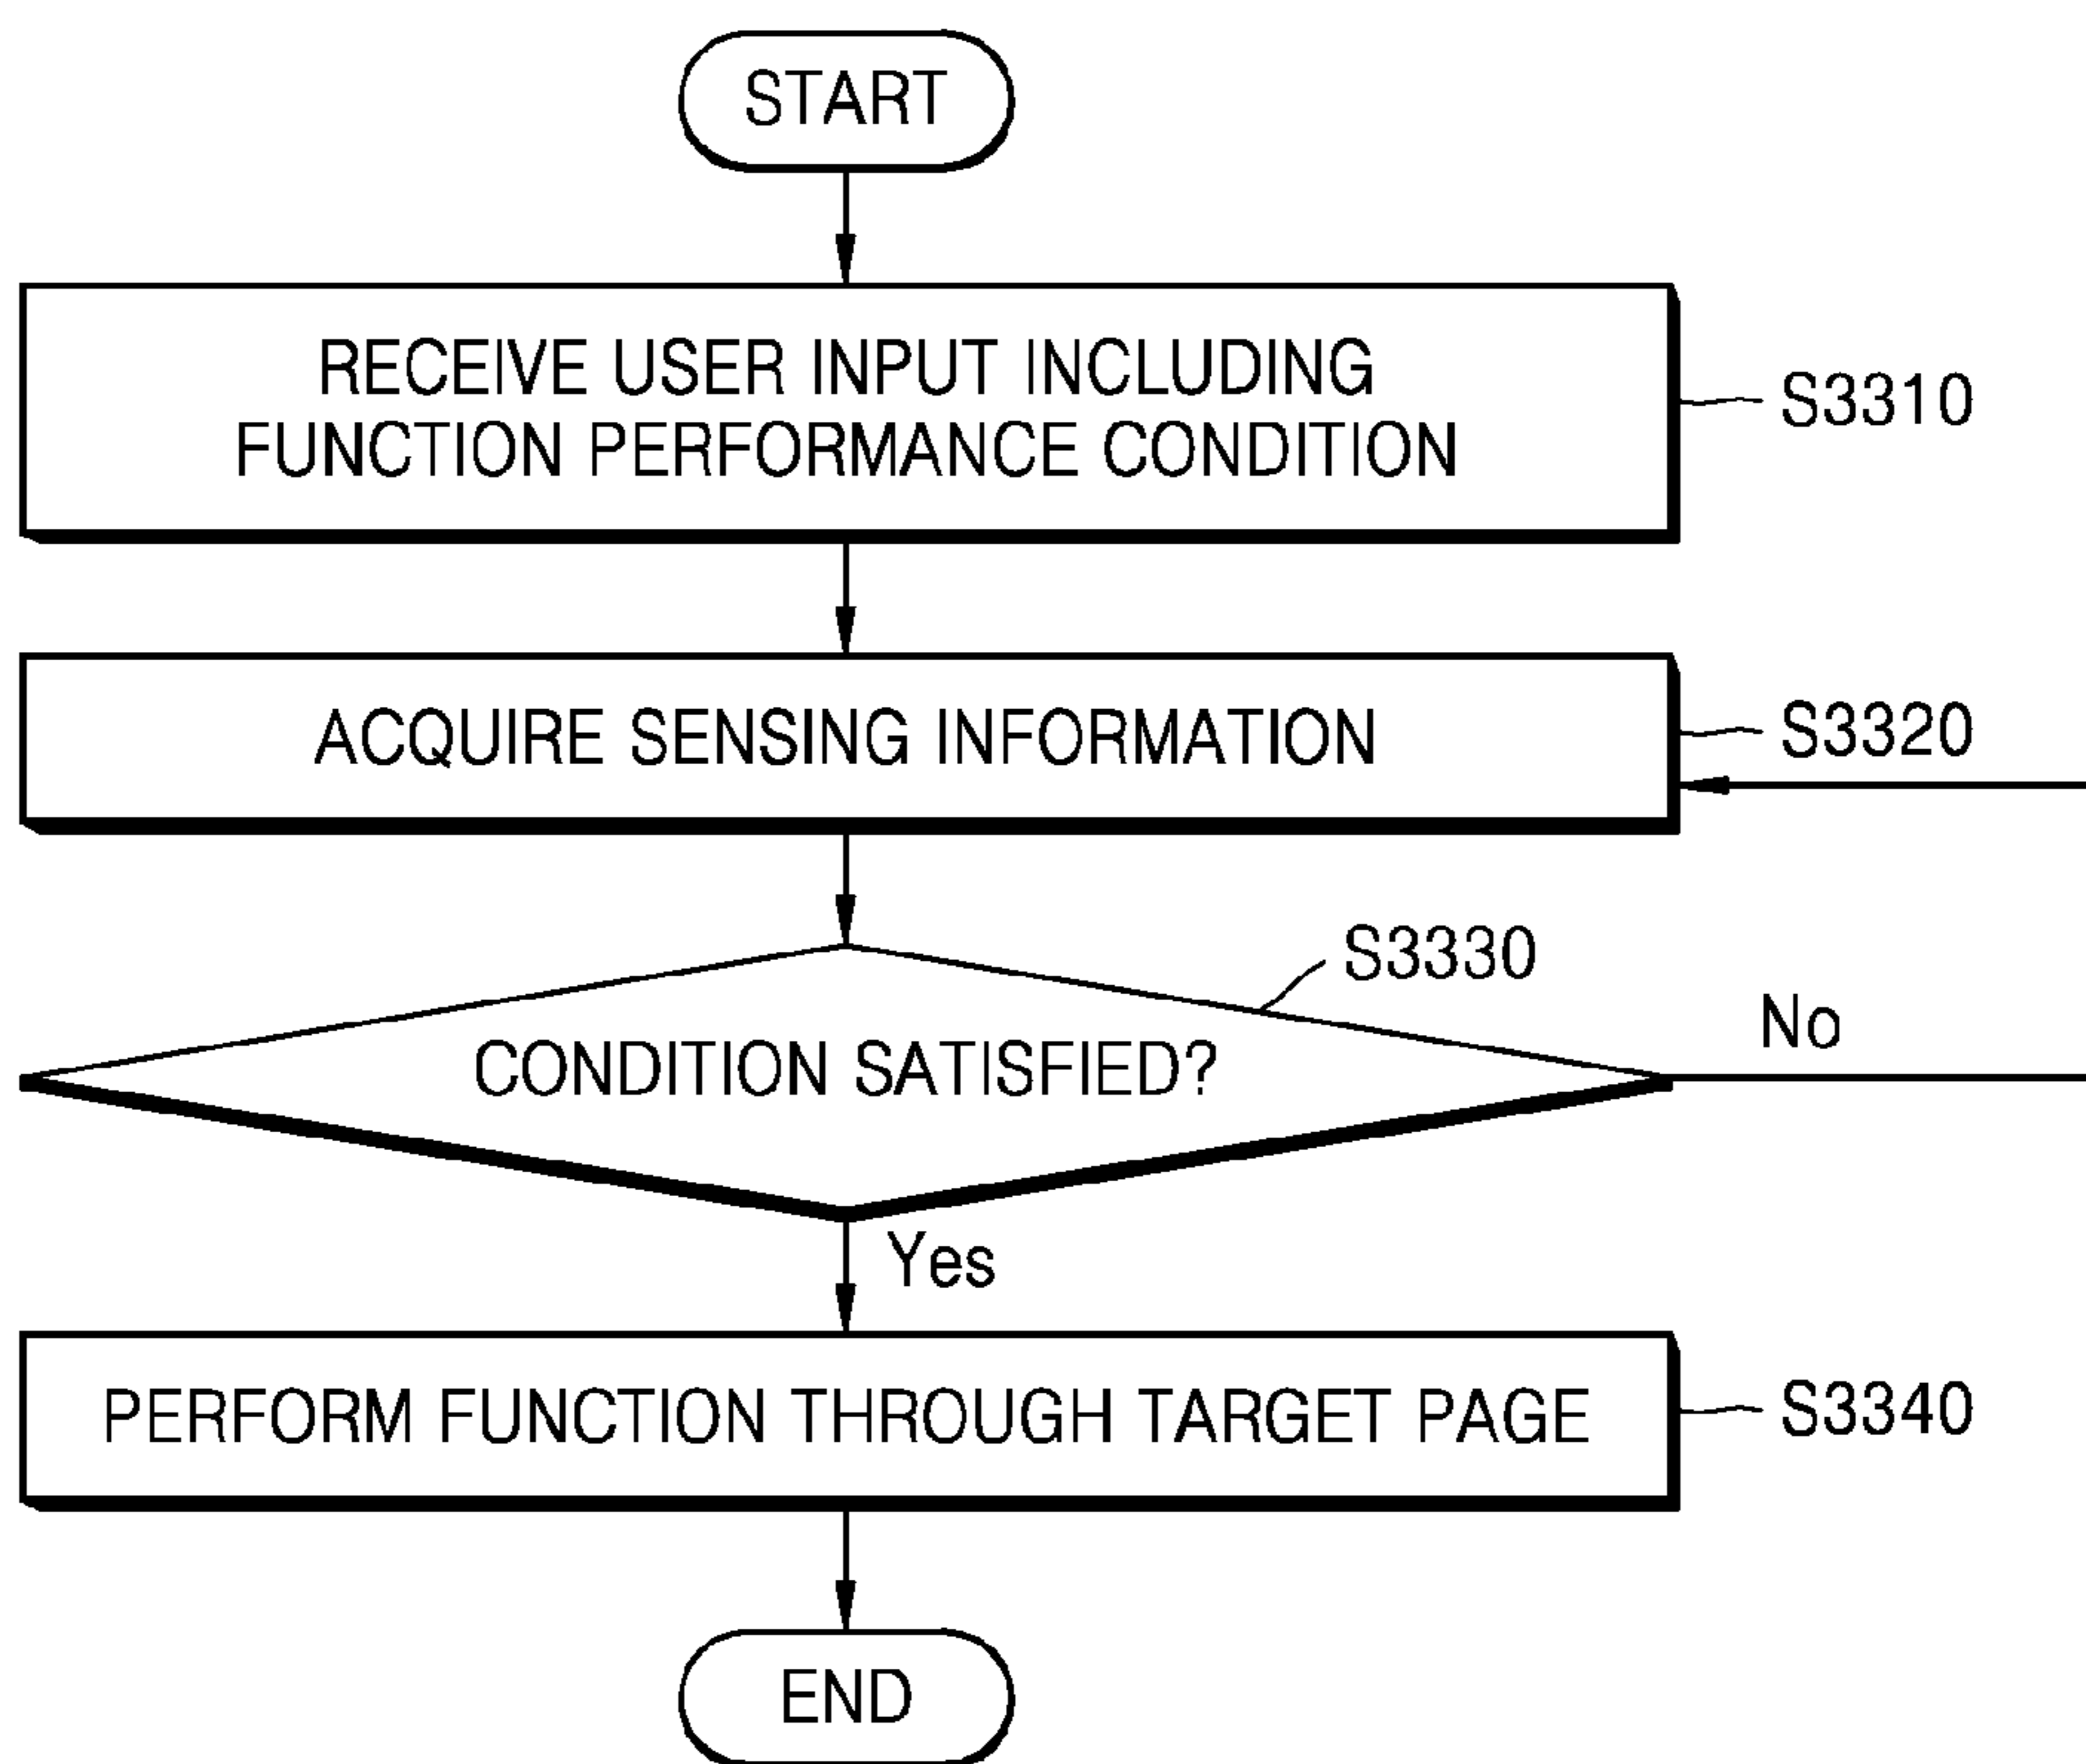 START
RECEIVE USER INPUT INCLUDING
FUNCTION PERFORMANCE CONDITION
S3310
ACQUIRE SENSING INFORMATION
S3320
S3330
CONDITION SATISFIED?
No
Yes
PERFORM FUNCTION THROUGH TARGET PAGE
S3340
END